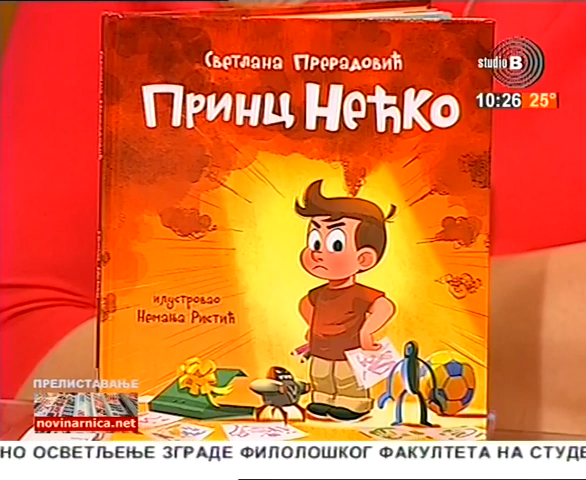 Светлана Прерадовић
Принц Нећко
studio B
10:26 25°
илустровао
Немања Ристић
ПРЕЛИСТАВАЊЕ
novinarnica.net
НО ОСВЕТЉЕЊЕ ЗГРАДЕ ФИЛОЛОШКОГ ФАКУЛТЕТА НА СТУДЕ